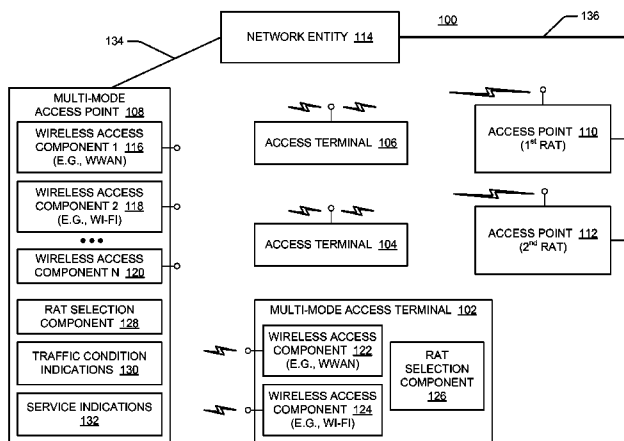 134
NETWORK ENTITY 114
100
136
MULTI-MODE
ACCESS POINT 108
WIRELESS ACCESS
COMPONENT 1 116
(E.G., WWAN)
WIRELESS ACCESS
COMPONENT 2 118
(E.G., WI-FI)
WIRELESS ACCESS
COMPONENT N 120
RAT SELECTION
COMPONENT 128
TRAFFIC CONDITION
INDICATIONS 130
SERVICE INDICATIONS
132
ACCESS TERMINAL 106
ACCESS TERMINAL 104
ACCESS POINT 110
(1st RAT)
ACCESS POINT 112
(2nd RAT)
MULTI-MODE ACCESS TERMINAL 102
WIRELESS ACCESS
COMPONENT 122
(E.G., WWAN)
WIRELESS ACCESS
COMPONENT 124
(E.G., WI-FI)
RAT
SELECTION
COMPONENT
126